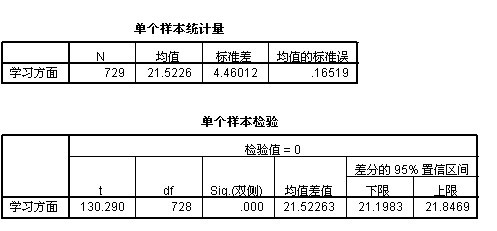 单个样本统计量
N 均值 标准差 均值的标准误
学习方面 729 21.5226 4.46012 .16519
单个样本检验
检验值 = 0
差分的 95% 置信区间
t df Sig.(双侧) 均值差值 下限 上限
学习方面 130.290 728 .000 21.52263 21.1983 21.8469